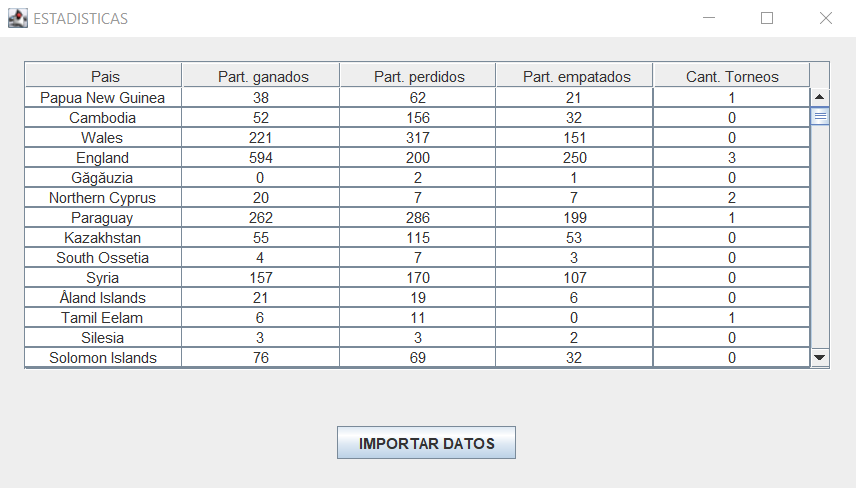 ESTADISTICAS
Pais Part. ganados Part. perdidos Part. empatados Cant. Torneos
Papua New Guinea 38 62 21 1
Cambodia 52 156 32 0
Wales 221 317 151 0
England 594 200 250 3
Găgăuzia 0 2 1 0
Northern Cyprus 20 7 7 2
Paraguay 262 286 199 1
Kazakhstan 55 115 53 0
South Ossetia 4 7 3 0
Syria 157 170 107 0
Åland Islands 21 19 6 0
Tamil Eelam 6 11 0 1
Silesia 3 3 2 0
Solomon Islands 76 69 32 0
IMPORTAR DATOS